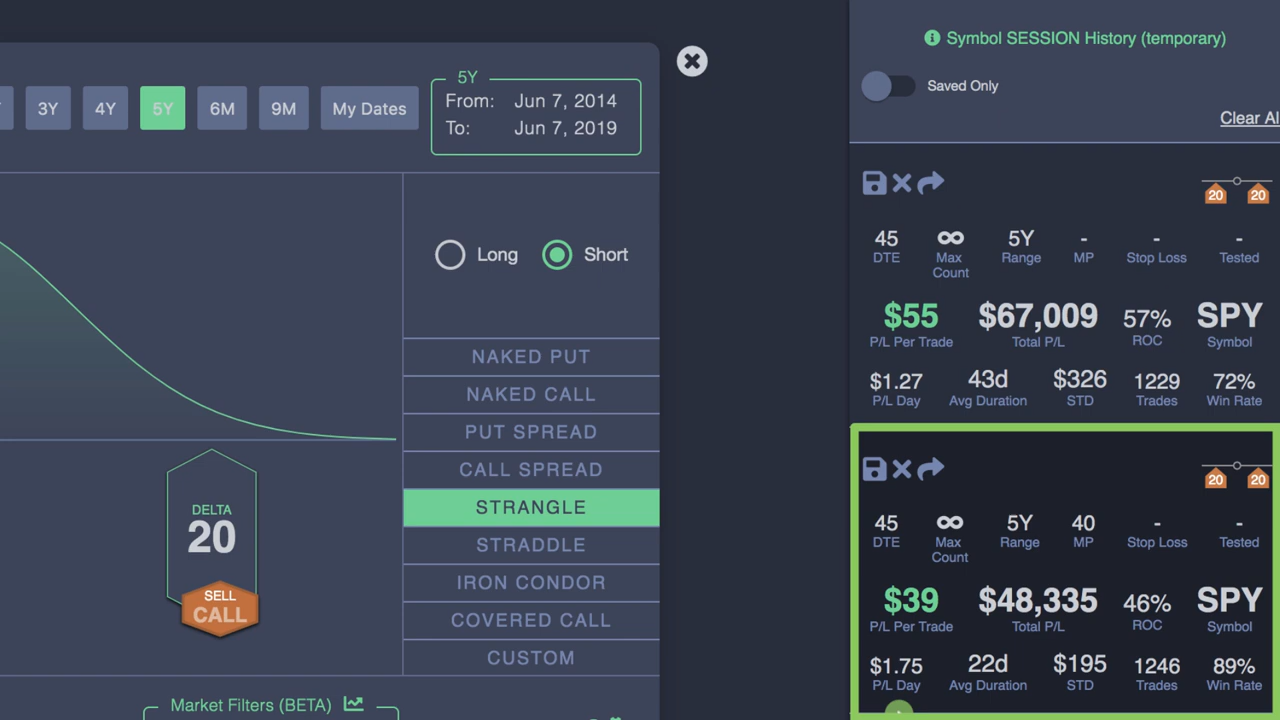 3Y 4Y 5Y 6M 9M My Dates
5Y
From: Jun 7, 2014
To: Jun 7, 2019
Long Short
NAKED PUT
NAKED CALL
PUT SPREAD
CALL SPREAD
STRANGLE
STRADDLE
IRON CONDOR
COVERED CALL
CUSTOM
DELTA
20
SELL
CALL
Market Filters (BETA)
Symbol SESSION History (temporary)
Saved Only
Clear Al
20 20
45 ∞ 5Y - - -
DTE Max Count Range MP Stop Loss Tested
$55 $67,009 57% SPY
P/L Per Trade Total P/L ROC Symbol
$1.27 43d $326 1229 72%
P/L Day Avg Duration STD Trades Win Rate
20 20
45 ∞ 5Y 40 - -
DTE Max Count Range MP Stop Loss Tested
$39 $48,335 46% SPY
P/L Per Trade Total P/L ROC Symbol
$1.75 22d $195 1246 89%
P/L Day Avg Duration STD Trades Win Rate